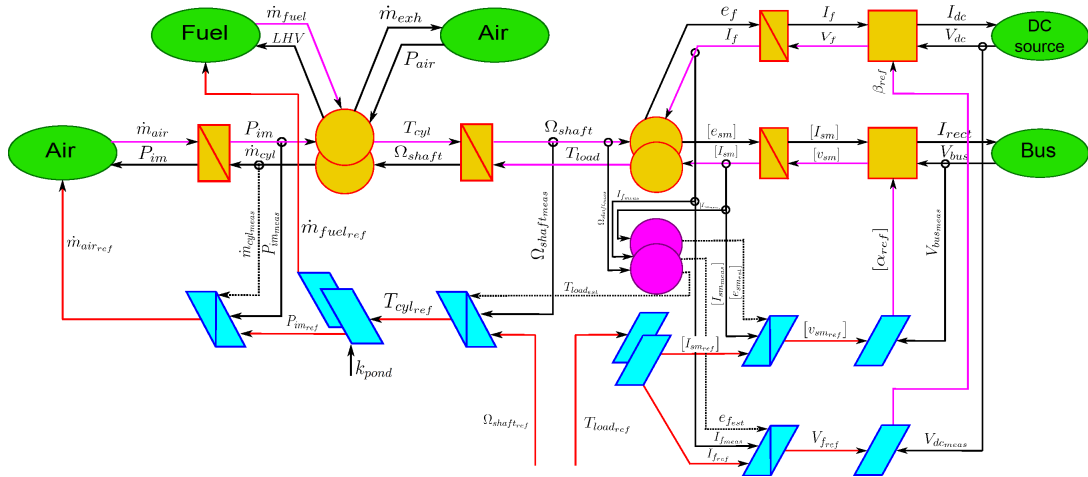 ṁ_fuel
ṁ_exh
Fuel
LHV
Air
P_air
e_f
I_f
I_f
V_f
I_dc
V_dc
DC
source
β_ref
Air
ṁ_air
P_im
P_im
ṁ_cyl
T_cyl
Ω_shaft
Ω_shaft
T_load
[e_sm]
[I_sm]
[I_sm]
[v_sm]
I_rect
V_bus
Bus
ṁ_air_ref
ṁ_cyl_meas
P_im_meas
ṁ_fuel_ref
Ω_shaft_meas
Ω_shaft_meas
I_f_meas
T_load_est
[I_sm_meas]
[e_sm_est]
[α_ref]
V_bus_meas
P_im_ref
T_cyl_ref
k_pond
[I_sm_ref]
[v_sm_ref]
Ω_shaft_ref
T_load_ref
e_f_est
I_f_meas
I_f_ref
V_f_ref
V_dc_meas